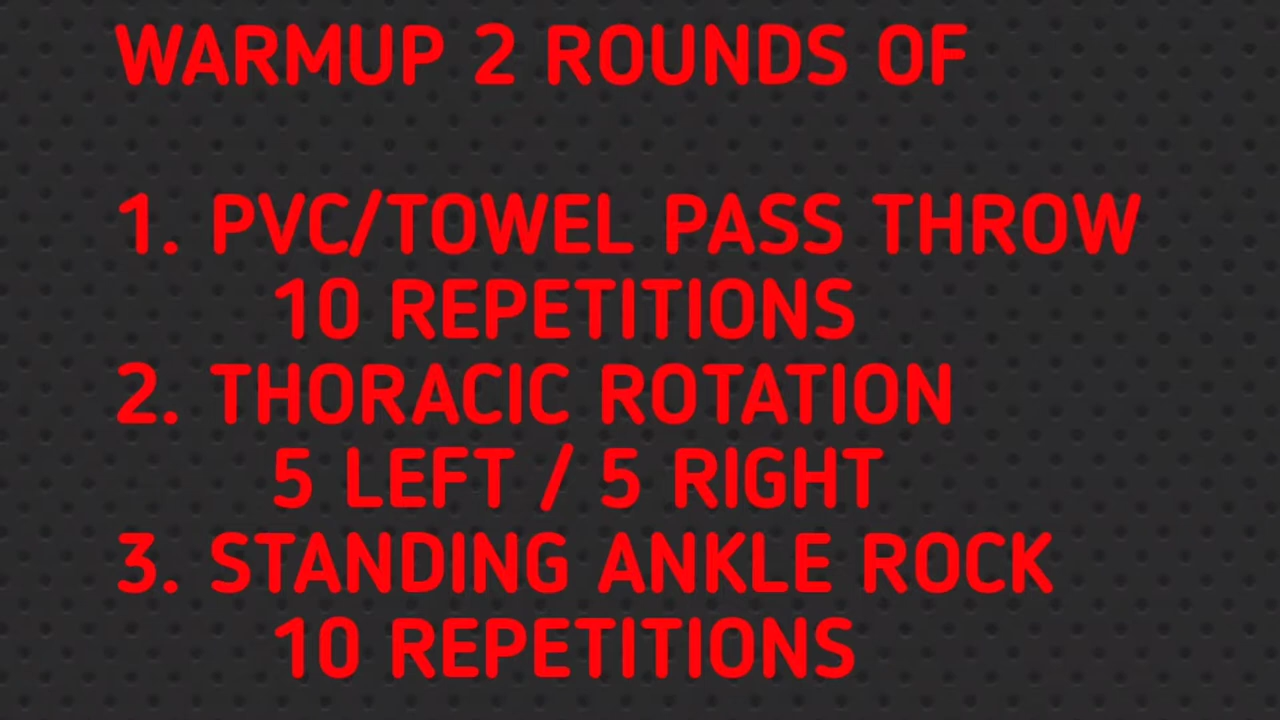 WARMUP 2 ROUNDS OF
1. PVC/TOWEL PASS THROW
10 REPETITIONS
2. THORACIC ROTATION
5 LEFT / 5 RIGHT
3. STANDING ANKLE ROCK
10 REPETITIONS